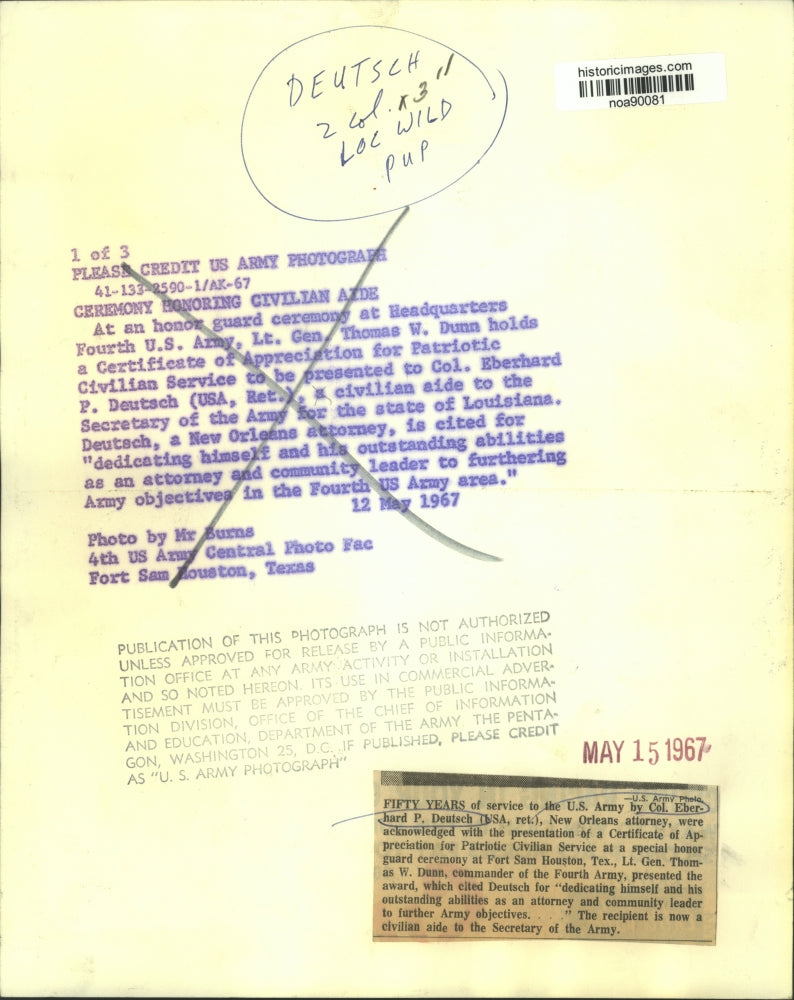 DEUTSCH
2 col. x 3"
LOC WILD
PUP
historicimages.com
noa90081
1 of 3
PLEASE CREDIT US ARMY PHOTOGRAPH
41-133-2590-1/AK-67
CEREMONY HONORING CIVILIAN AIDE
At an honor guard ceremony at Headquarters
Fourth U.S. Army, Lt. Gen. Thomas W. Dunn holds
a Certificate of Appreciation for Patriotic
Civilian Service to be presented to Col. Eberhard
P. Deutsch (USA, Ret.), a civilian aide to the
Secretary of the Army for the state of Louisiana.
Deutsch, a New Orleans attorney, is cited for
"dedicating himself and his outstanding abilities
as an attorney and community leader to furthering
Army objectives in the Fourth US Army area."
12 May 1967
Photo by Mr Burns
4th US Army Central Photo Fac
Fort Sam Houston, Texas
PUBLICATION OF THIS PHOTOGRAPH IS NOT AUTHORIZED
UNLESS APPROVED FOR RELEASE BY A PUBLIC INFORMA-
TION OFFICE AT ANY ARMY ACTIVITY OR INSTALLATION
AND SO NOTED HEREON. ITS USE IN COMMERCIAL ADVER-
TISEMENT MUST BE APPROVED BY THE PUBLIC INFORMA-
TION DIVISION, OFFICE OF THE CHIEF OF INFORMATION
AND EDUCATION, DEPARTMENT OF THE ARMY THE PENTA-
GON, WASHINGTON 25, D.C. IF PUBLISHED, PLEASE CREDIT
AS "U. S. ARMY PHOTOGRAPH"
MAY 15 1967
—U.S. Army Photo.
FIFTY YEARS of service to the U.S. Army by Col. Eber-
hard P. Deutsch (USA, ret.), New Orleans attorney, were
acknowledged with the presentation of a Certificate of Ap-
preciation for Patriotic Civilian Service at a special honor
guard ceremony at Fort Sam Houston, Tex., Lt. Gen. Thom-
as W. Dunn, commander of the Fourth Army, presented the
award, which cited Deutsch for "dedicating himself and his
outstanding abilities as an attorney and community leader
to further Army objectives. . . ." The recipient is now a
civilian aide to the Secretary of the Army.